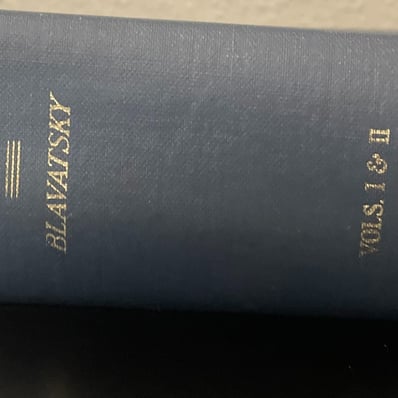 BLAVATSKY
VOLS. I & II